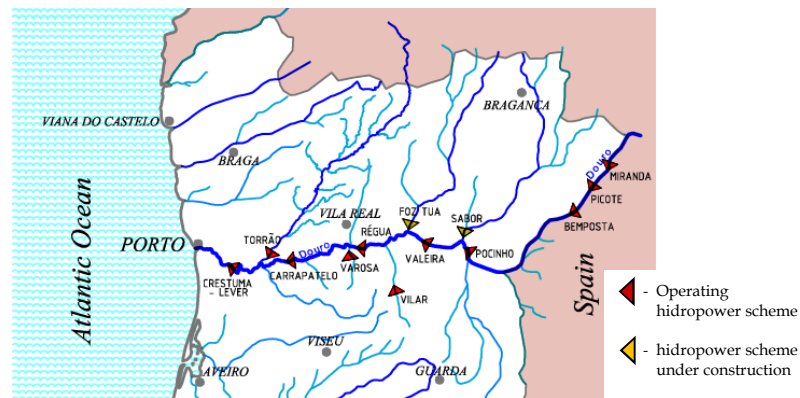 BRAGANÇA
VIANA DO CASTELO
BRAGA
Douro
MIRANDA
PICOTE
BEMPOSTA
FOZ TUA
SABOR
VILA REAL
RÉGUA
TORRÃO
PORTO
Douro
VALEIRA
POCINHO
VAROSA
CARRAPATELO
CRESTUMA
- LEVER
VILAR
Atlantic Ocean
Spain
VISEU
AVEIRO
GUARDA
- Operating
hidropower scheme
- hidropower scheme
under construction